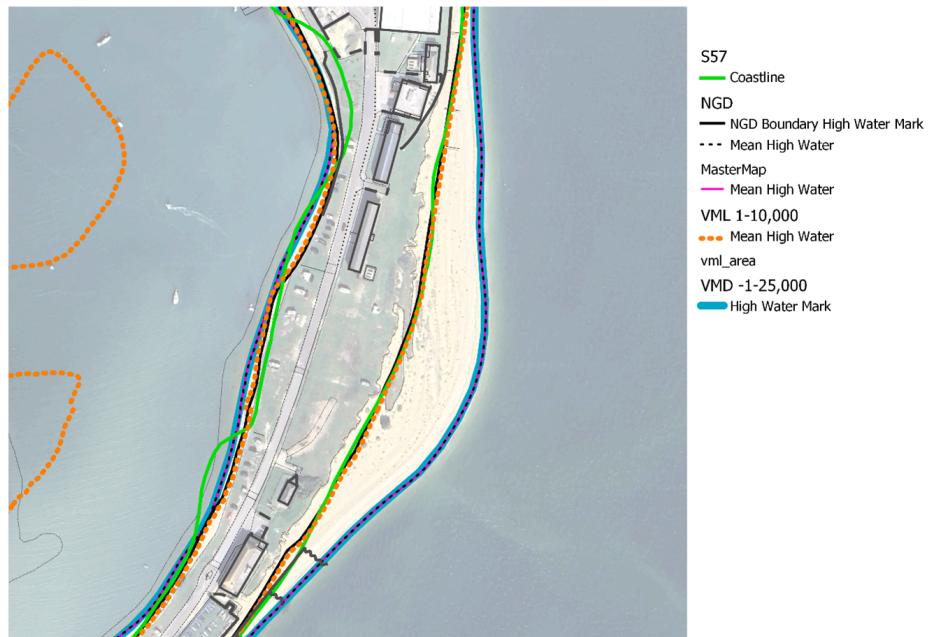 S57
Coastline
NGD
NGD Boundary High Water Mark
Mean High Water
MasterMap
Mean High Water
VML 1-10,000
Mean High Water
vml_area
VMD -1-25,000
High Water Mark